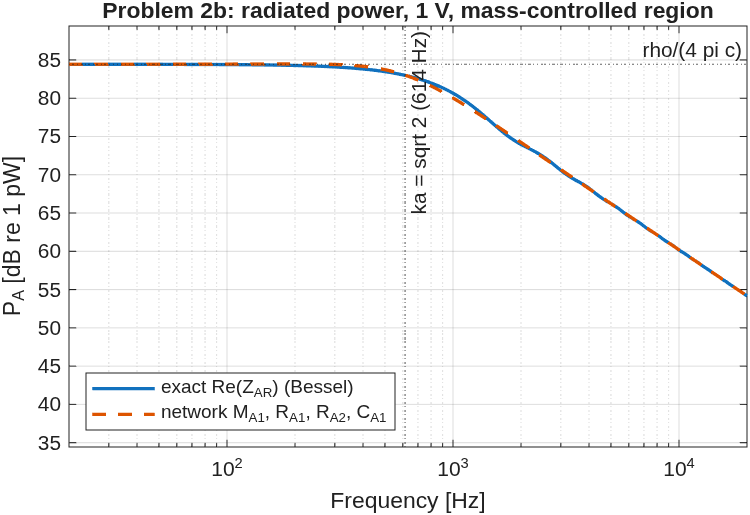 Problem 2b: radiated power, 1 V, mass-controlled region
rho/(4 pi c)
ka = sqrt 2 (614 Hz)
P_A [dB re 1 pW]
85
80
75
70
65
60
55
50
45
40
35
exact Re(Z_AR) (Bessel)
network M_A1, R_A1, R_A2, C_A1
10^2
10^3
10^4
Frequency [Hz]